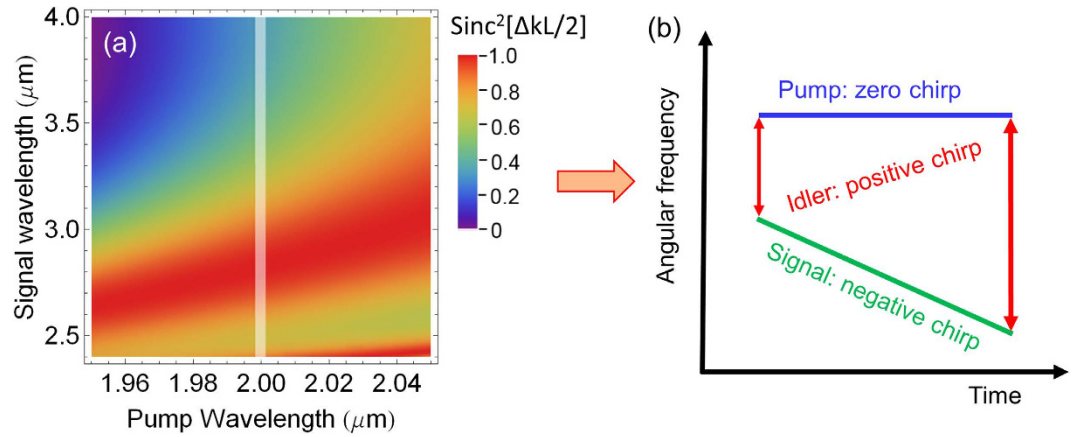 (a)
Sinc²[ΔkL/2]
4.0
3.5
3.0
2.5
Signal wavelength (μm)
1.96
1.98
2.00
2.02
2.04
Pump Wavelength (μm)
1.0
0.8
0.6
0.4
0.2
0
(b)
Pump: zero chirp
Idler: positive chirp
Signal: negative chirp
Angular frequency
Time